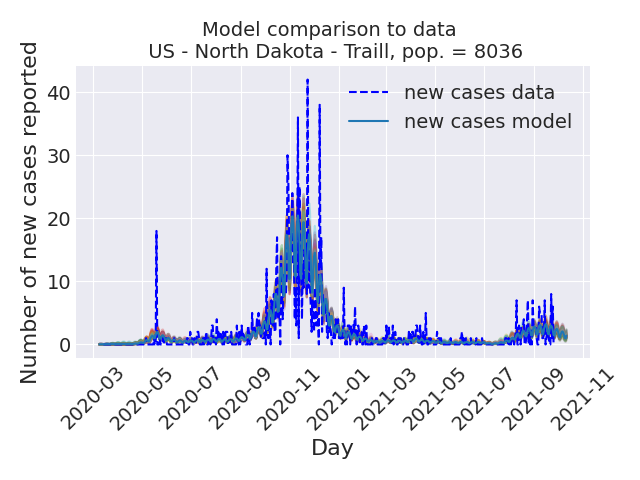 Model comparison to data
US - North Dakota - Traill, pop. = 8036
Number of new cases reported
40
30
20
10
0
new cases data
new cases model
2020-03
2020-05
2020-07
2020-09
2020-11
2021-01
2021-03
2021-05
2021-07
2021-09
2021-11
Day